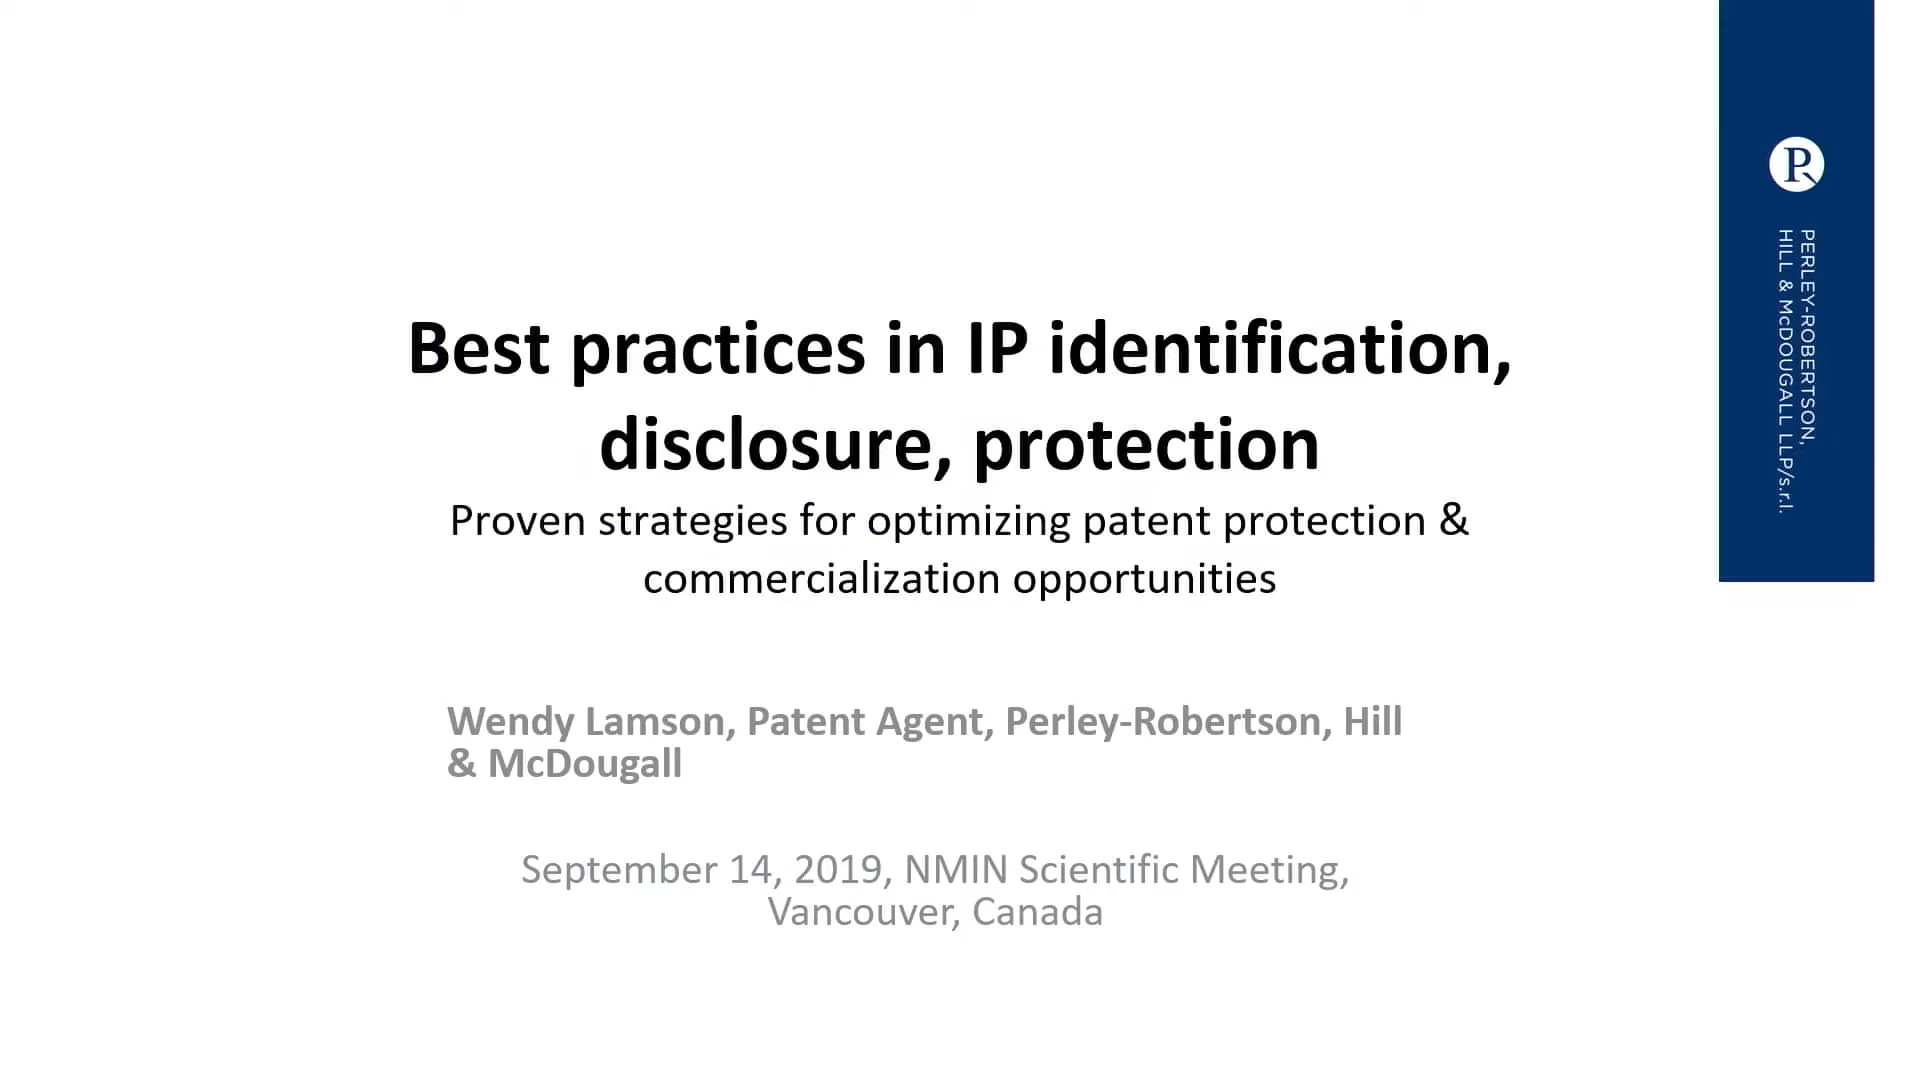 Best practices in IP identification,
disclosure, protection
Proven strategies for optimizing patent protection &
commercialization opportunities
Wendy Lamson, Patent Agent, Perley-Robertson, Hill
& McDougall
September 14, 2019, NMIN Scientific Meeting,
Vancouver, Canada
PR
PERLEY-ROBERTSON,
HILL & McDOUGALL LLP/s.r.l.